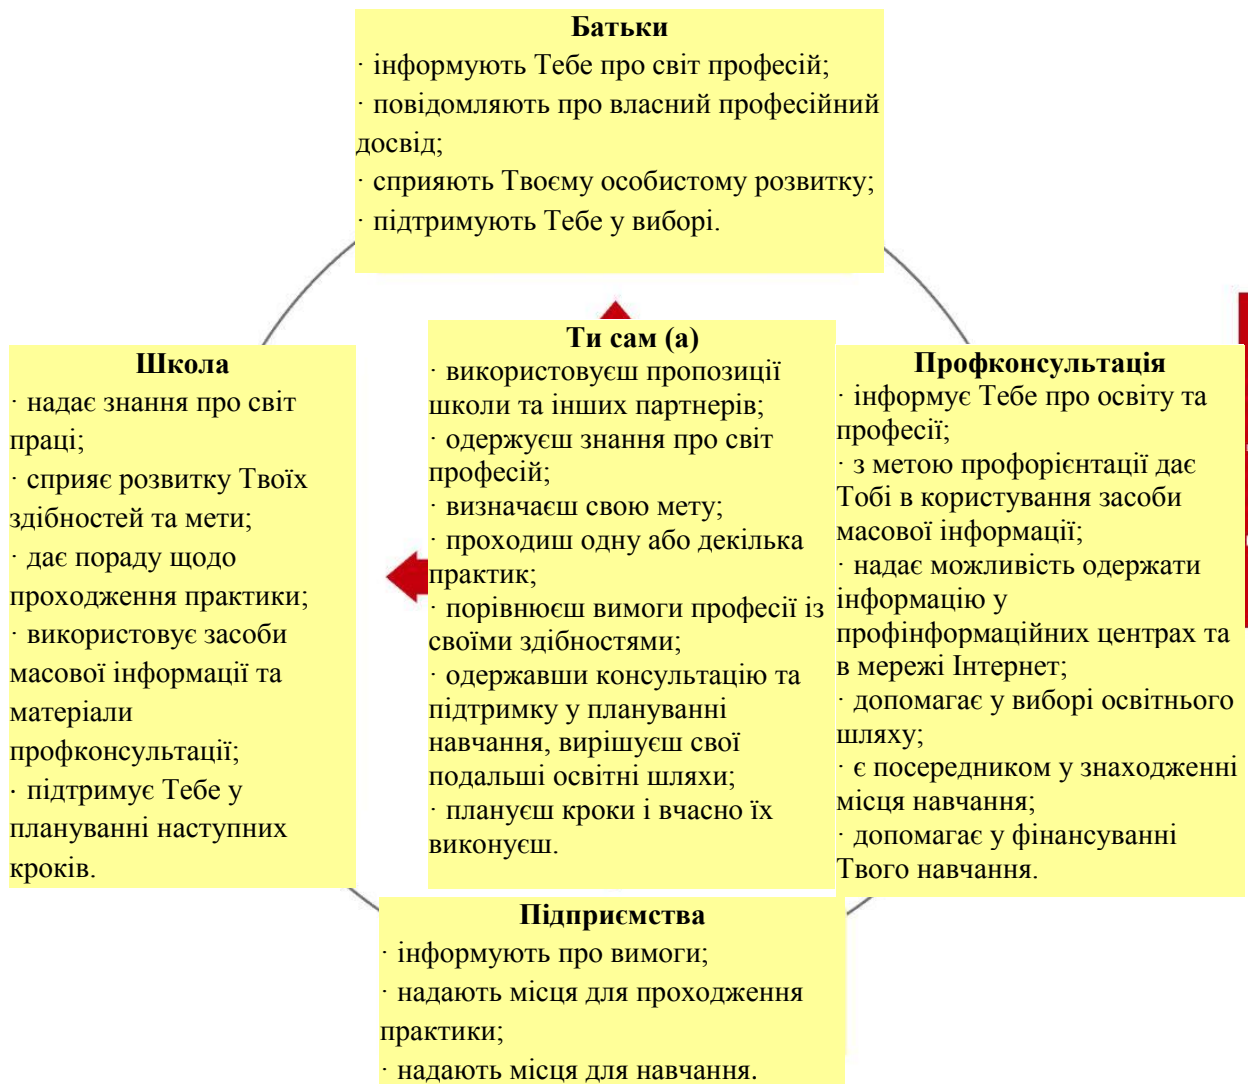 Батьки
· інформують Тебе про світ професій;
· повідомляють про власний професійний
досвід;
· сприяють Твоєму особистому розвитку;
· підтримують Тебе у виборі.
Школа
· надає знання про світ
праці;
· сприяє розвитку Твоїх
здібностей та мети;
· дає пораду щодо
проходження практики;
· використовує засоби
масової інформації та
матеріали
профконсультації;
· підтримує Тебе у
плануванні наступних
кроків.
Ти сам (а)
· використовуєш пропозиції
школи та інших партнерів;
· одержуєш знання про світ
професій;
· визначаєш свою мету;
· проходиш одну або декілька
практик;
· порівнюєш вимоги професії із
своїми здібностями;
· одержавши консультацію та
підтримку у плануванні
навчання, вирішуєш свої
подальші освітні шляхи;
· плануєш кроки і вчасно їх
виконуєш.
Профконсультація
· інформує Тебе про освіту та
професії;
· з метою профорієнтації дає
Тобі в користування засоби
масової інформації;
· надає можливість одержати
інформацію у
профінформаційних центрах та
в мережі Інтернет;
· допомагає у виборі освітнього
шляху;
· є посередником у знаходженні
місця навчання;
· допомагає у фінансуванні
Твого навчання.
Підприємства
· інформують про вимоги;
· надають місця для проходження
практики;
· надають місця для навчання.